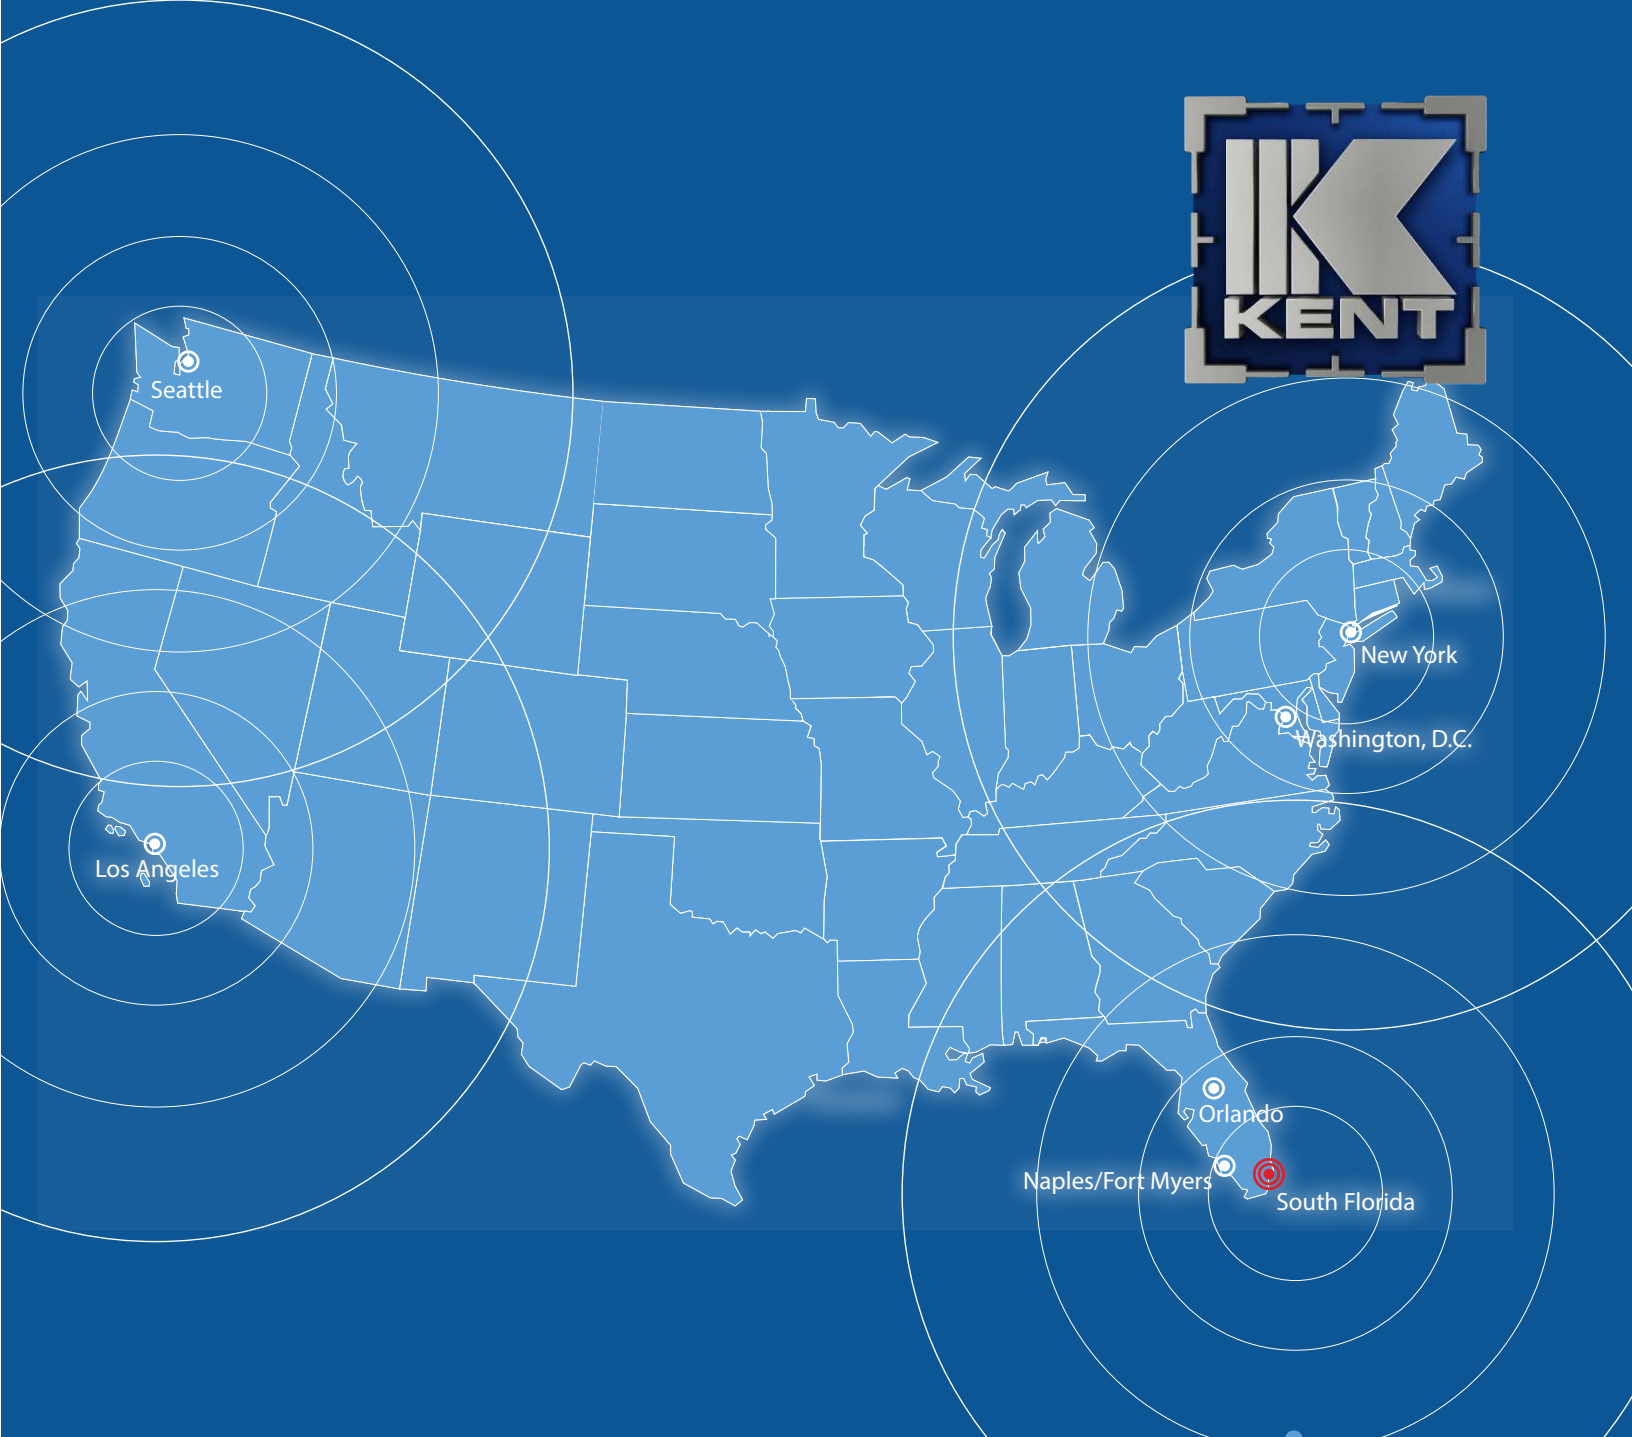 KENT
Seattle
New York
Washington, D.C.
Los Angeles
Orlando
Naples/Fort Myers
South Florida